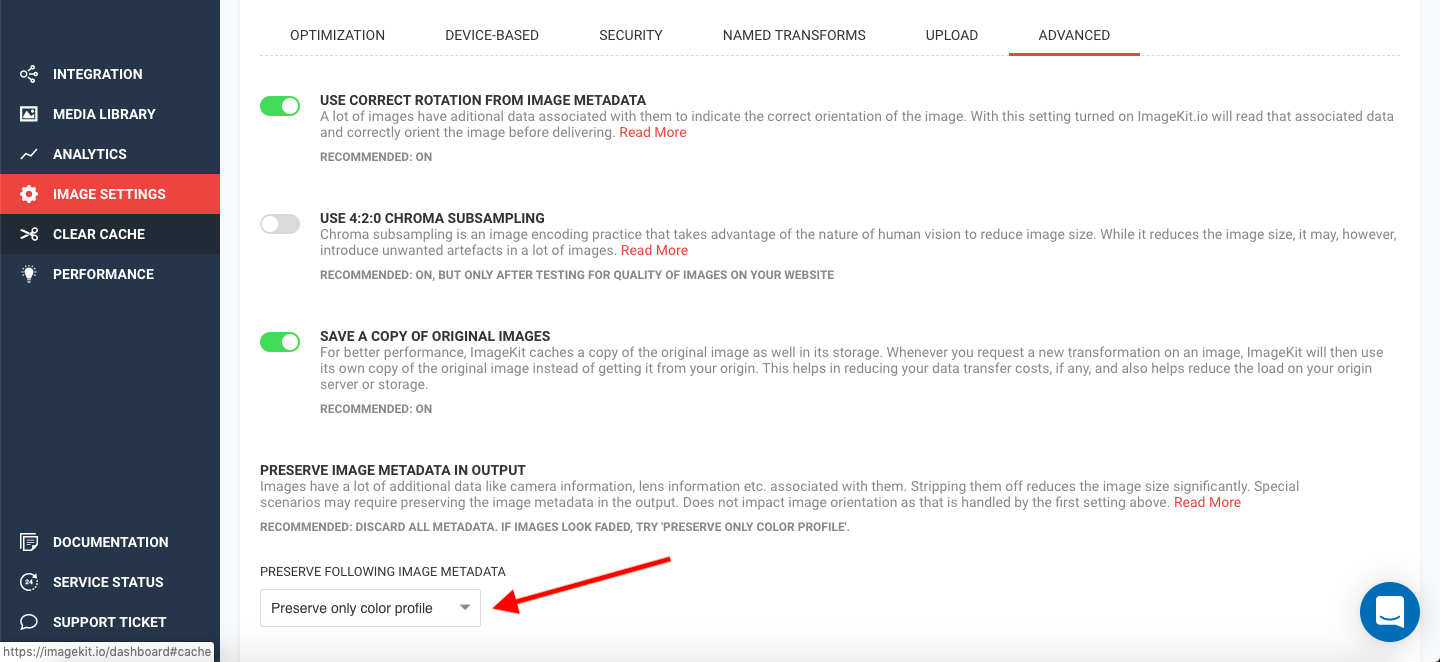 OPTIMIZATION DEVICE-BASED SECURITY NAMED TRANSFORMS UPLOAD ADVANCED
INTEGRATION
MEDIA LIBRARY
ANALYTICS
IMAGE SETTINGS
CLEAR CACHE
PERFORMANCE
USE CORRECT ROTATION FROM IMAGE METADATA
A lot of images have aditional data associated with them to indicate the correct orientation of the image. With this setting turned on ImageKit.io will read that associated data
and correctly orient the image before delivering. Read More
RECOMMENDED: ON
USE 4:2:0 CHROMA SUBSAMPLING
Chroma subsampling is an image encoding practice that takes advantage of the nature of human vision to reduce image size. While it reduces the image size, it may, however,
introduce unwanted artefacts in a lot of images. Read More
RECOMMENDED: ON, BUT ONLY AFTER TESTING FOR QUALITY OF IMAGES ON YOUR WEBSITE
SAVE A COPY OF ORIGINAL IMAGES
For better performance, ImageKit caches a copy of the original image as well in its storage. Whenever you request a new transformation on an image, ImageKit will then use
its own copy of the original image instead of getting it from your origin. This helps in reducing your data transfer costs, if any, and also helps reduce the load on your origin
server or storage.
RECOMMENDED: ON
PRESERVE IMAGE METADATA IN OUTPUT
Images have a lot of additional data like camera information, lens information etc. associated with them. Stripping them off reduces the image size significantly. Special
scenarios may require preserving the image metadata in the output. Does not impact image orientation as that is handled by the first setting above. Read More
RECOMMENDED: DISCARD ALL METADATA. IF IMAGES LOOK FADED, TRY 'PRESERVE ONLY COLOR PROFILE'.
PRESERVE FOLLOWING IMAGE METADATA
Preserve only color profile
DOCUMENTATION
24
SERVICE STATUS
SUPPORT TICKET
https://imagekit.io/dashboard#cache